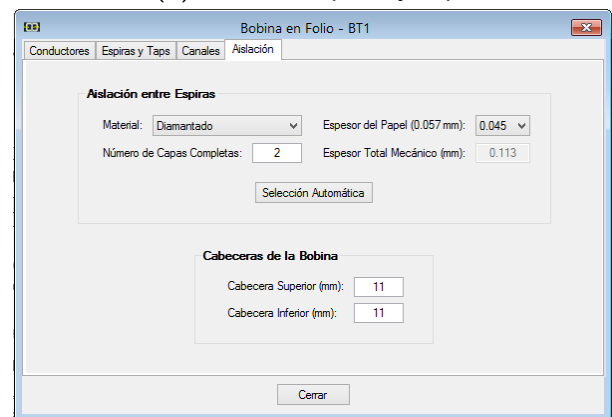 Bobina en Folio - BT1
Conductores Espiras y Taps Canales Aislación
Aislación entre Espiras
Material: Diamantado Espesor del Papel (0.057 mm): 0.045
Número de Capas Completas: 2 Espesor Total Mecánico (mm): 0.113
Selección Automática
Cabeceras de la Bobina
Cabecera Superior (mm): 11
Cabecera Inferior (mm): 11
Cerrar